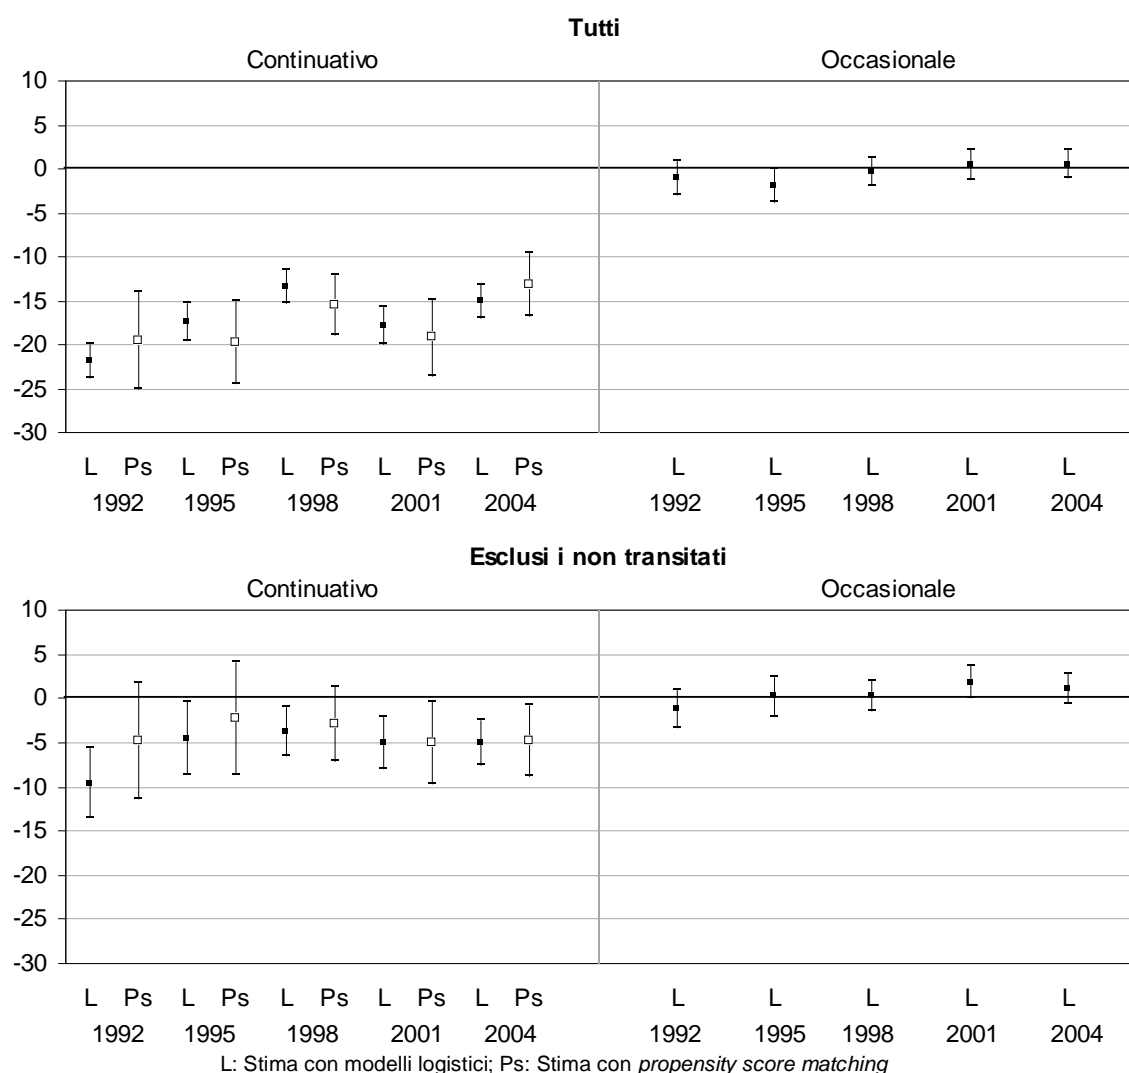 Tutti
Continuativo Occasionale
10
5
0
-5
-10
-15
-20
-25
-30
L Ps L Ps L Ps L Ps L Ps L L L L L
1992 1995 1998 2001 2004 1992 1995 1998 2001 2004
Esclusi i non transitati
Continuativo Occasionale
10
5
0
-5
-10
-15
-20
-25
-30
L Ps L Ps L Ps L Ps L Ps L L L L L
1992 1995 1998 2001 2004 1992 1995 1998 2001 2004
L: Stima con modelli logistici; Ps: Stima con propensity score matching